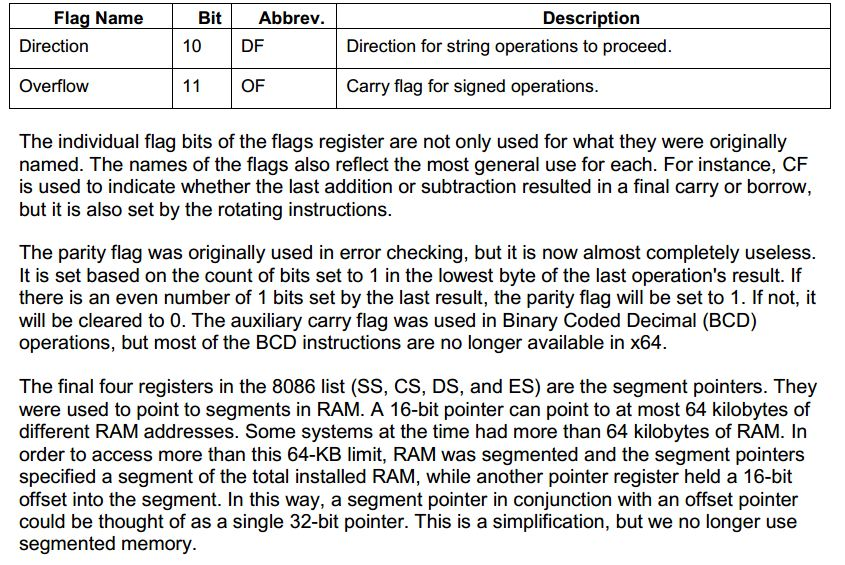 Flag Name Bit Abbrev. Description
Direction 10 DF Direction for string operations to proceed.
Overflow 11 OF Carry flag for signed operations.
The individual flag bits of the flags register are not only used for what they were originally
named. The names of the flags also reflect the most general use for each. For instance, CF
is used to indicate whether the last addition or subtraction resulted in a final carry or borrow,
but it is also set by the rotating instructions.
The parity flag was originally used in error checking, but it is now almost completely useless.
It is set based on the count of bits set to 1 in the lowest byte of the last operation's result. If
there is an even number of 1 bits set by the last result, the parity flag will be set to 1. If not, it
will be cleared to 0. The auxiliary carry flag was used in Binary Coded Decimal (BCD)
operations, but most of the BCD instructions are no longer available in x64.
The final four registers in the 8086 list (SS, CS, DS, and ES) are the segment pointers. They
were used to point to segments in RAM. A 16-bit pointer can point to at most 64 kilobytes of
different RAM addresses. Some systems at the time had more than 64 kilobytes of RAM. In
order to access more than this 64-KB limit, RAM was segmented and the segment pointers
specified a segment of the total installed RAM, while another pointer register held a 16-bit
offset into the segment. In this way, a segment pointer in conjunction with an offset pointer
could be thought of as a single 32-bit pointer. This is a simplification, but we no longer use
segmented memory.